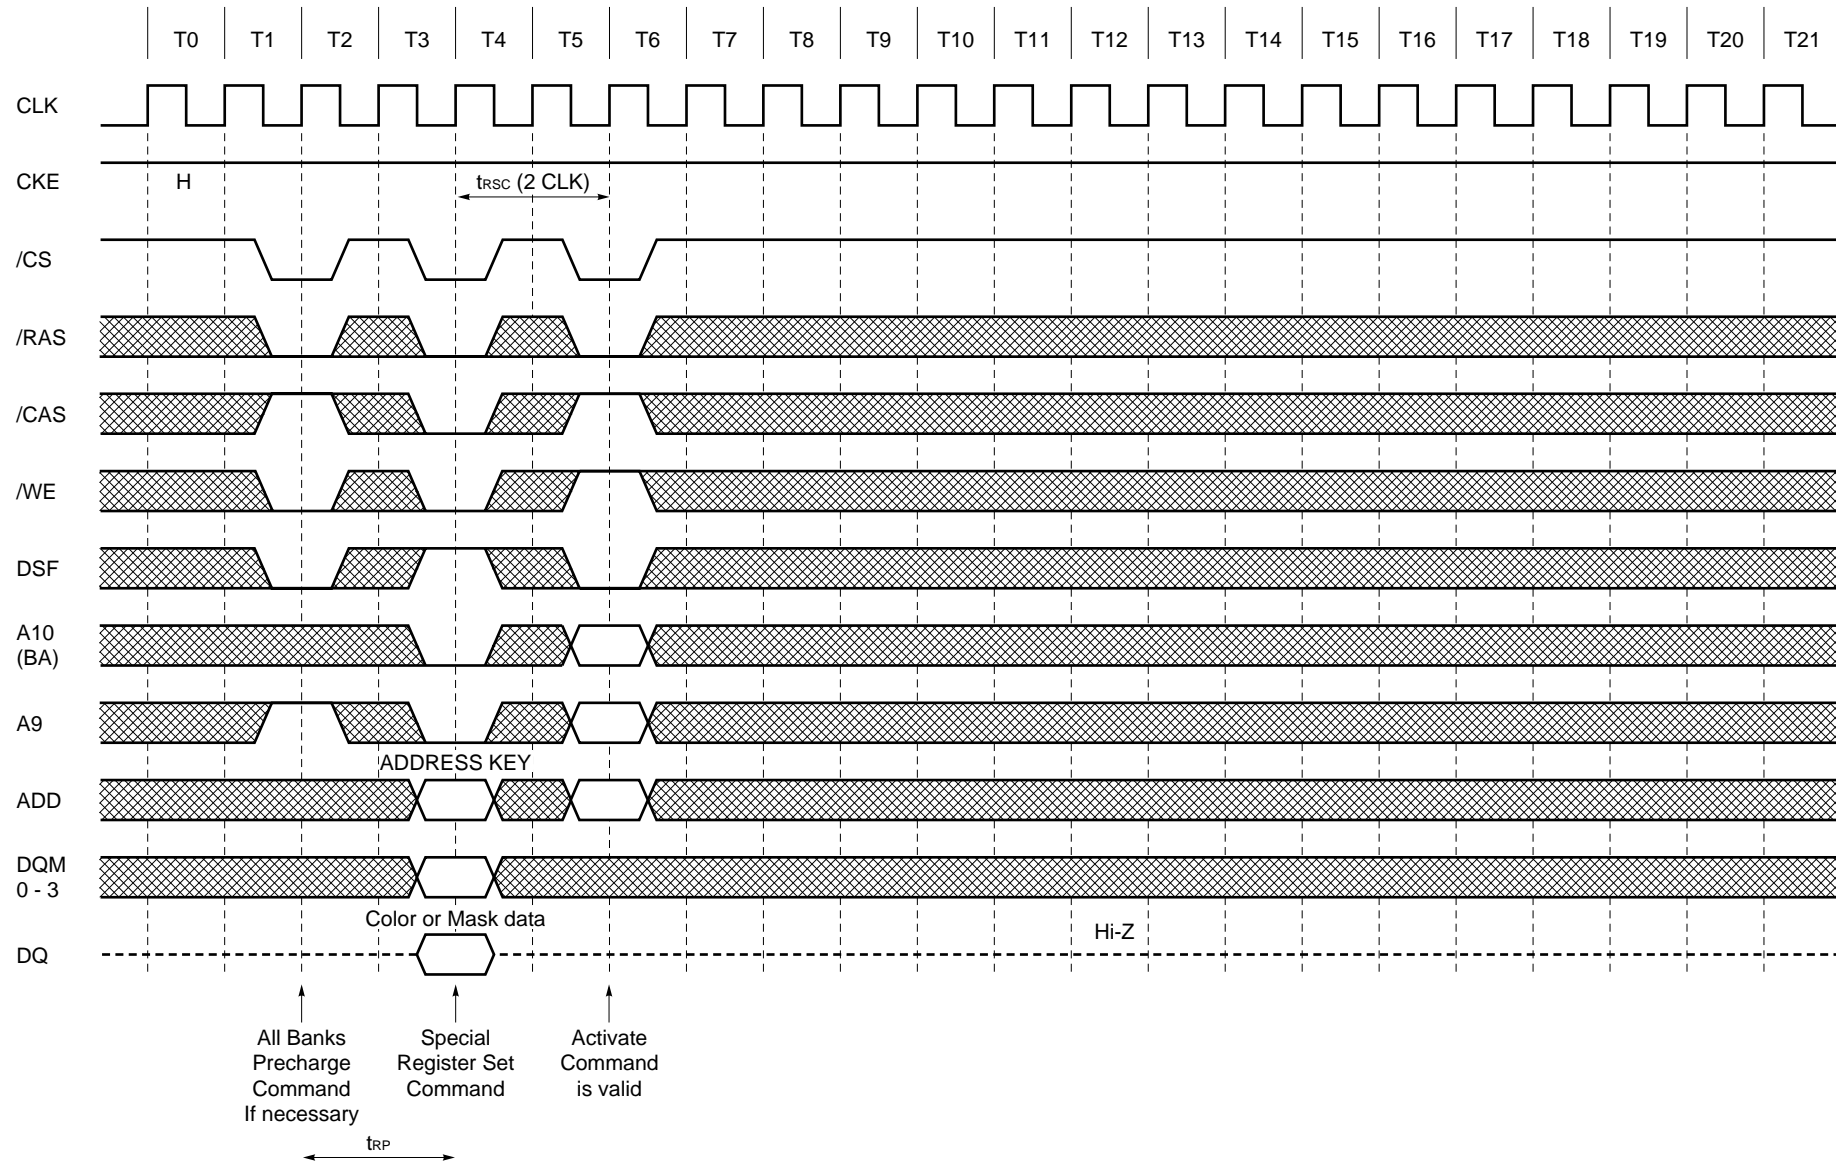 T0 T1 T2 T3 T4 T5 T6 T7 T8 T9 T10 T11 T12 T13 T14 T15 T16 T17 T18 T19 T20 T21
CLK
CKE H tRSC (2 CLK)
/CS
/RAS
/CAS
/WE
DSF
A10
(BA)
A9
ADDRESS KEY
ADD
DQM
0 - 3
Color or Mask data
Hi-Z
DQ
All Banks
Precharge
Command
If necessary
Special
Register Set
Command
Activate
Command
is valid
tRP